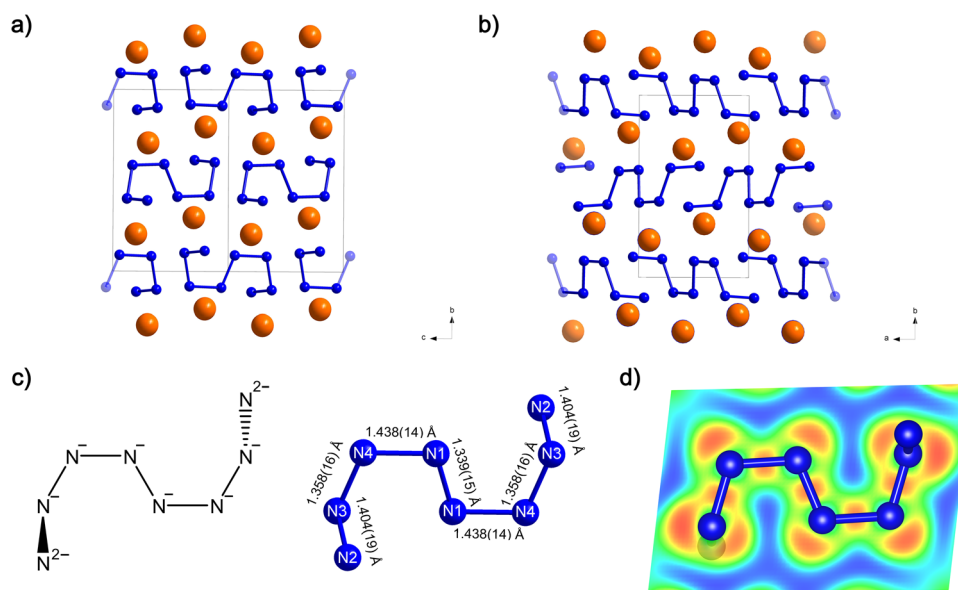 a)
b)
b
c
b
a
c)
d)
N2−
N− N− N−
N− N− N−
N2−
1.438(14) Å
1.358(16) Å
1.404(19) Å
1.339(15) Å
1.438(14) Å
1.358(16) Å
1.404(19) Å
N4 N1 N2
N3 N3
N2 N1 N4